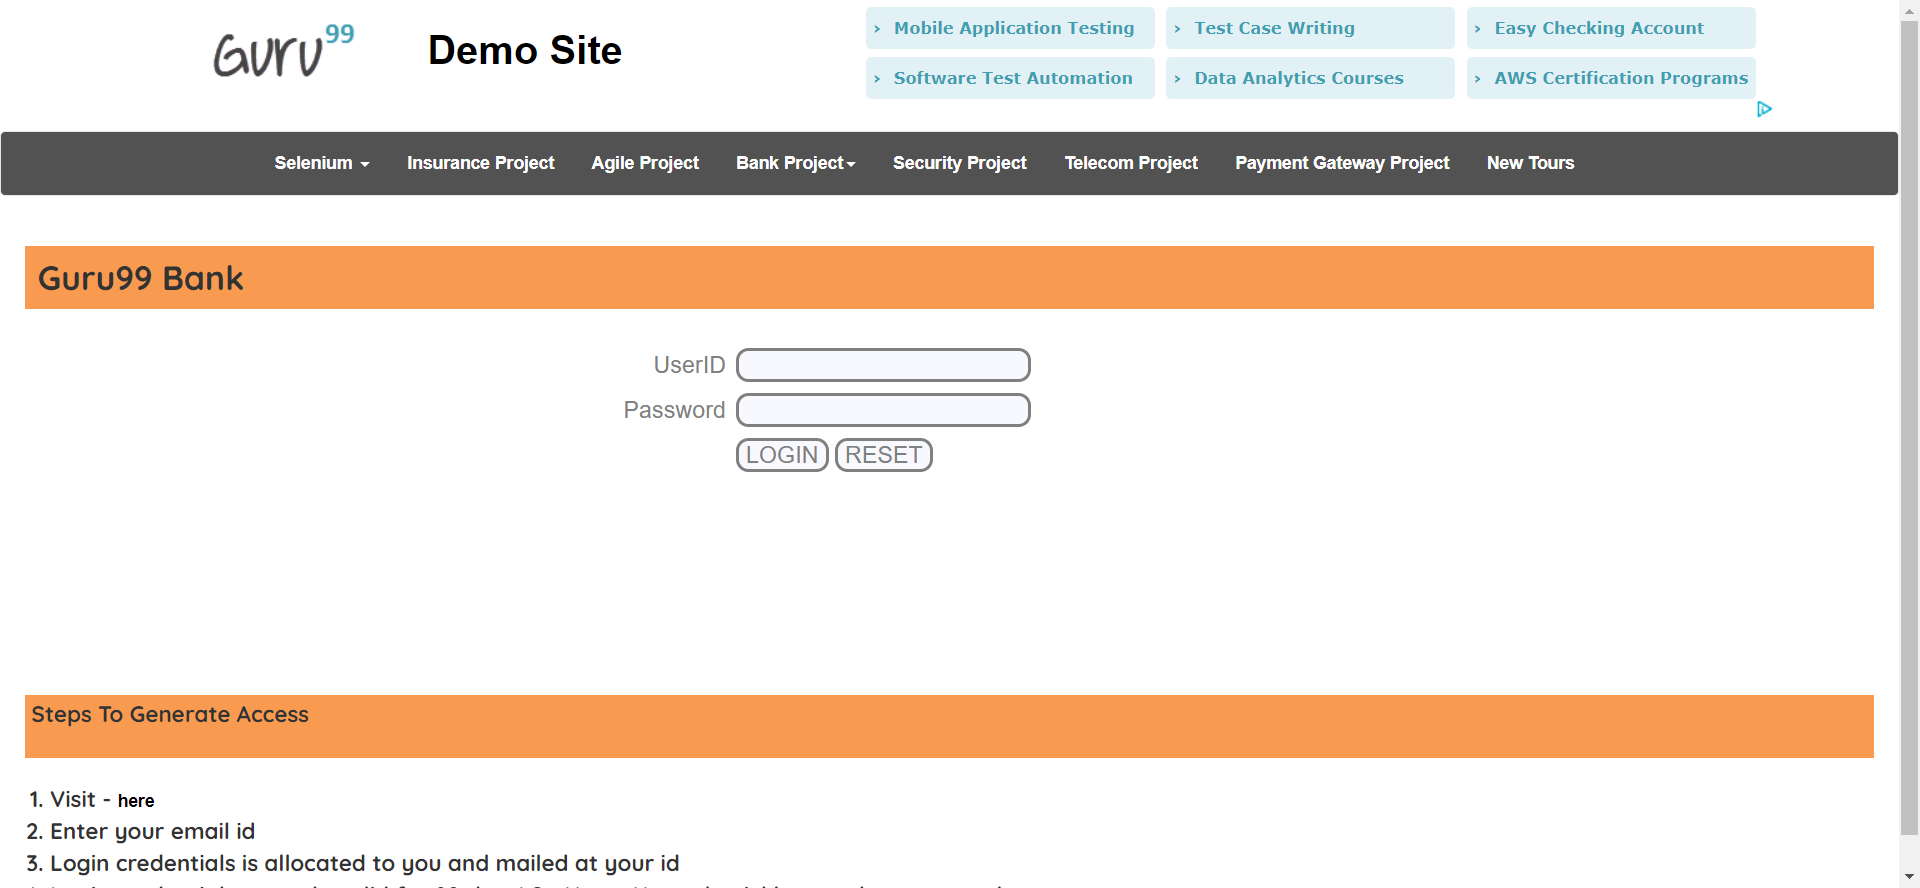 Guru99
Demo Site
› Mobile Application Testing
› Test Case Writing
› Easy Checking Account
› Software Test Automation
› Data Analytics Courses
› AWS Certification Programs
Selenium Insurance Project Agile Project Bank Project Security Project Telecom Project Payment Gateway Project New Tours
Guru99 Bank
UserID
Password
LOGIN RESET
Steps To Generate Access
1. Visit - here
2. Enter your email id
3. Login credentials is allocated to you and mailed at your id